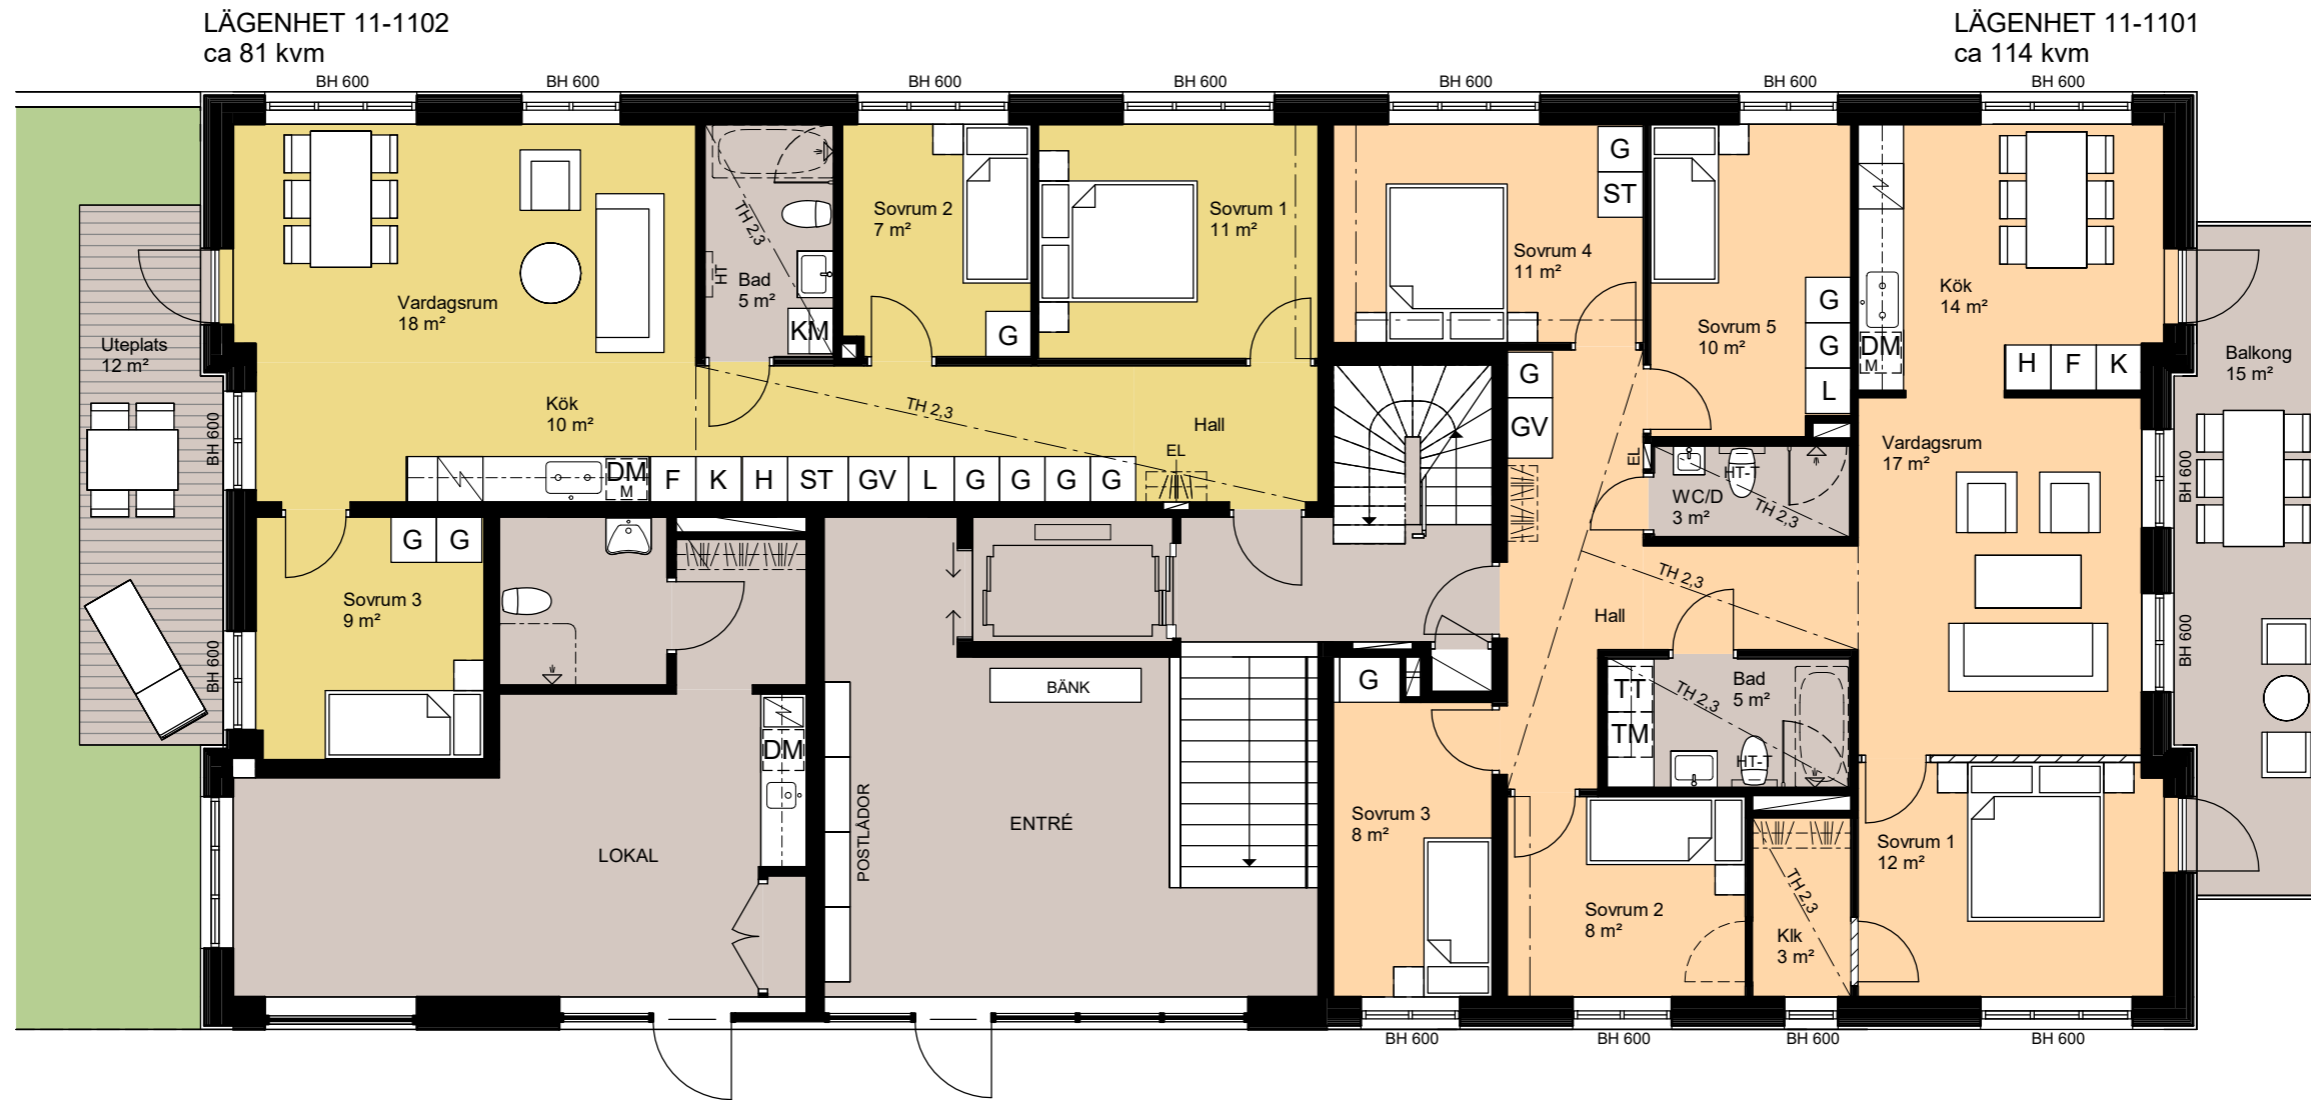 LÄGENHET 11-1102
ca 81 kvm
LÄGENHET 11-1101
ca 114 kvm
BH 600
BH 600
BH 600
BH 600
BH 600
BH 600
BH 600
Vardagsrum
18 m²
TH 2,3
HT
Bad
5 m²
KM
Sovrum 2
7 m²
G
Sovrum 1
11 m²
Sovrum 4
11 m²
G
ST
Sovrum 5
10 m²
G
G
L
Kök
14 m²
DM
M
H
F
K
Uteplats
12 m²
Balkong
15 m²
BH 600
Kök
10 m²
TH 2,3
Hall
EL
DM
M
F
K
H
ST
GV
L
G
G
G
G
G
GV
EL
WC/D
3 m²
HT-T
TH 2,3
Vardagsrum
17 m²
BH 600
BH 600
G
G
Sovrum 3
9 m²
BH 600
TH 2,3
Hall
BÄNK
G
TT
TM
Bad
5 m²
TH 2,3
HT-T
DM
LOKAL
POSTLÅDOR
ENTRÉ
Sovrum 3
8 m²
Sovrum 2
8 m²
TH 2,3
Klk
3 m²
Sovrum 1
12 m²
BH 600
BH 600
BH 600
BH 600